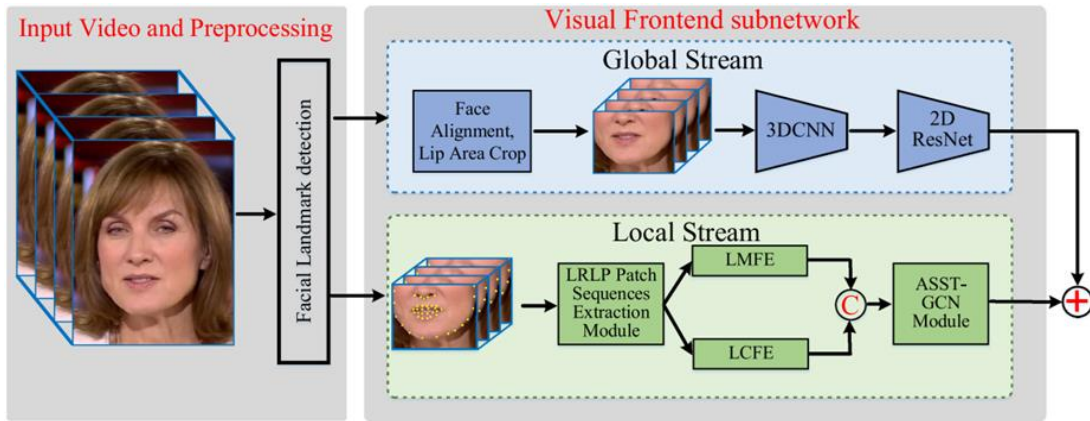 Input Video and Preprocessing
Facial Landmark detection
Visual Frontend subnetwork
Global Stream
Face
Alignment,
Lip Area Crop
3DCNN
2D
ResNet
Local Stream
LRLP Patch
Sequences
Extraction
Module
LMFE
LCFE
C
ASST-
GCN
Module
+